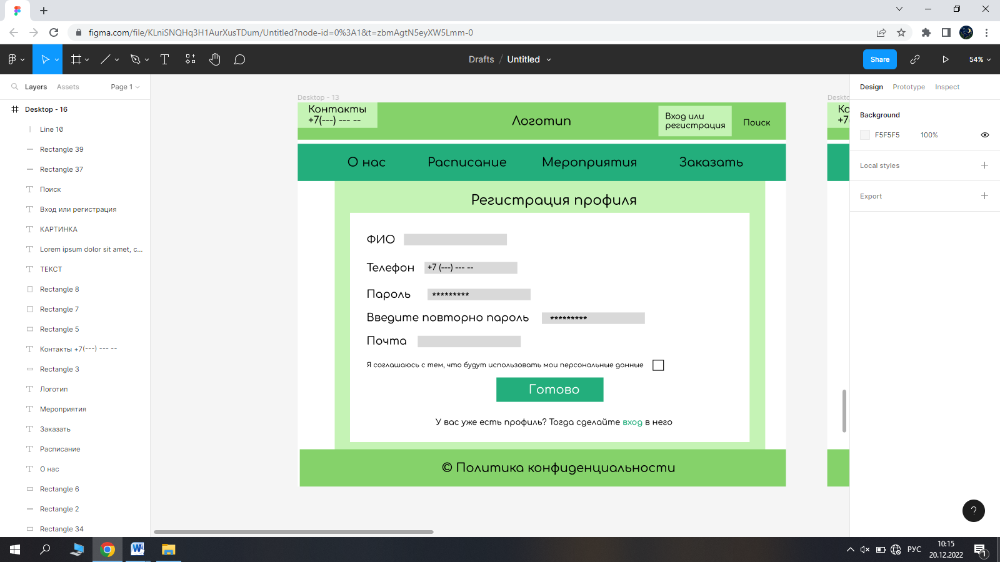 figma.com/file/KLniSNQHq3H1AurXusTDum/Untitled?node-id=0%3A1&t=zbmAgtN5eyXW5Lmm-0
Drafts / Untitled
Share
54%
Layers
Assets
Page 1
Desktop - 16
Line 10
Rectangle 39
Rectangle 37
Поиск
Вход или регистрация
КАРТИНКА
Lorem ipsum dolor sit amet, c...
ТЕКСТ
Rectangle 8
Rectangle 7
Rectangle 5
Контакты +7(---) --- --
Rectangle 3
Логотип
Мероприятия
Заказать
Расписание
О нас
Rectangle 6
Rectangle 2
Rectangle 34
Desktop - 13
Контакты
+7(---) --- --
Логотип
Вход или
регистрация
Поиск
О нас
Расписание
Мероприятия
Заказать
Регистрация профиля
ФИО
Телефон
+7 (---) --- --
Пароль
*********
Введите повторно пароль
*********
Почта
Я соглашаюсь с тем, что будут использовать мои персональные данные
Готово
У вас уже есть профиль? Тогда сделайте вход в него
© Политика конфиденциальности
Design
Prototype
Inspect
Background
F5F5F5
100%
Local styles
Export
?
РУС
10:15
20.12.2022
1